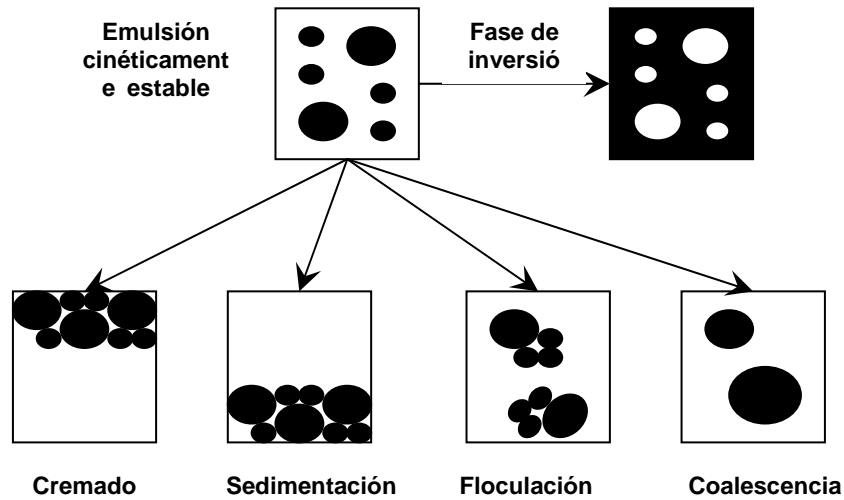 Emulsión
cinéticament
e estable
Fase de
inversió
Cremado
Sedimentación
Floculación
Coalescencia